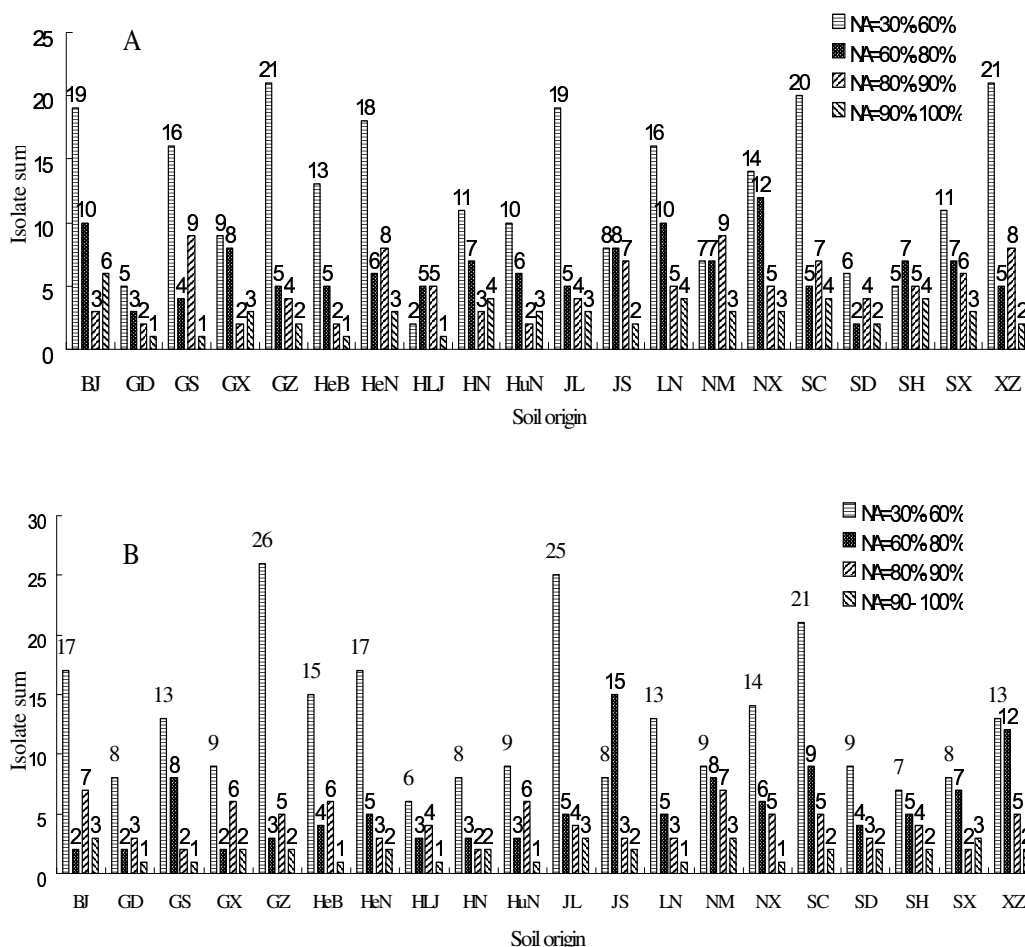 A
NA=30%-60%
NA=60%-80%
NA=80%-90%
NA=90%-100%
Isolate sum
25
20
15
10
5
0
19 10 3 6 5 3 2 1 16 4 9 1 9 8 2 3 21 5 4 2 13 5 2 1 18 6 8 3 2 5 5 1 11 7 3 4 10 6 2 3 19 5 4 3 8 8 7 2 16 10 5 4 7 7 9 3 14 12 5 3 20 5 7 4 6 2 4 2 5 7 5 4 11 7 6 3 21 5 8 2
BJ GD GS GX GZ HeB HeN HLJ HN HuN JL JS LN NM NX SC SD SH SX XZ
Soil origin
B
NA=30%-60%
NA=60%-80%
NA=80%-90%
NA=90- 100%
Isolate sum
30
25
20
15
10
5
0
17 2 7 3 8 2 3 1 13 8 2 1 9 2 6 2 26 3 5 2 15 4 6 1 17 5 3 2 6 3 4 1 8 3 2 2 9 3 6 1 25 5 4 3 8 15 3 2 13 5 3 1 9 8 7 3 14 6 5 1 21 9 5 2 9 4 3 2 7 5 4 2 8 7 2 3 13 12 5 2
BJ GD GS GX GZ HeB HeN HLJ HN HuN JL JS LN NM NX SC SD SH SX XZ
Soil origin